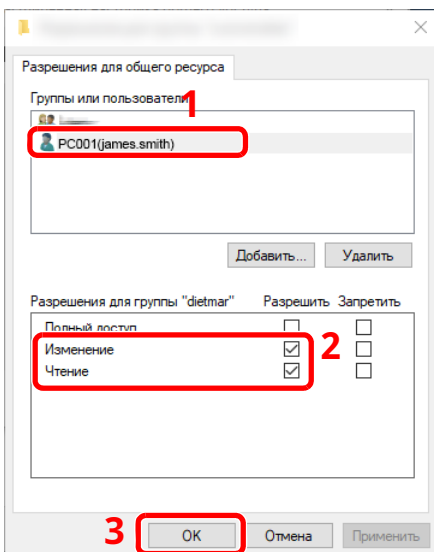 Разрешения для общего ресурса
Группы или пользователи
1
PC001(james.smith)
Добавить... Удалить
Разрешения для группы "dietmar" Разрешить Запретить
Полный доступ
Изменение 2
Чтение
3 OK Отмена Применить